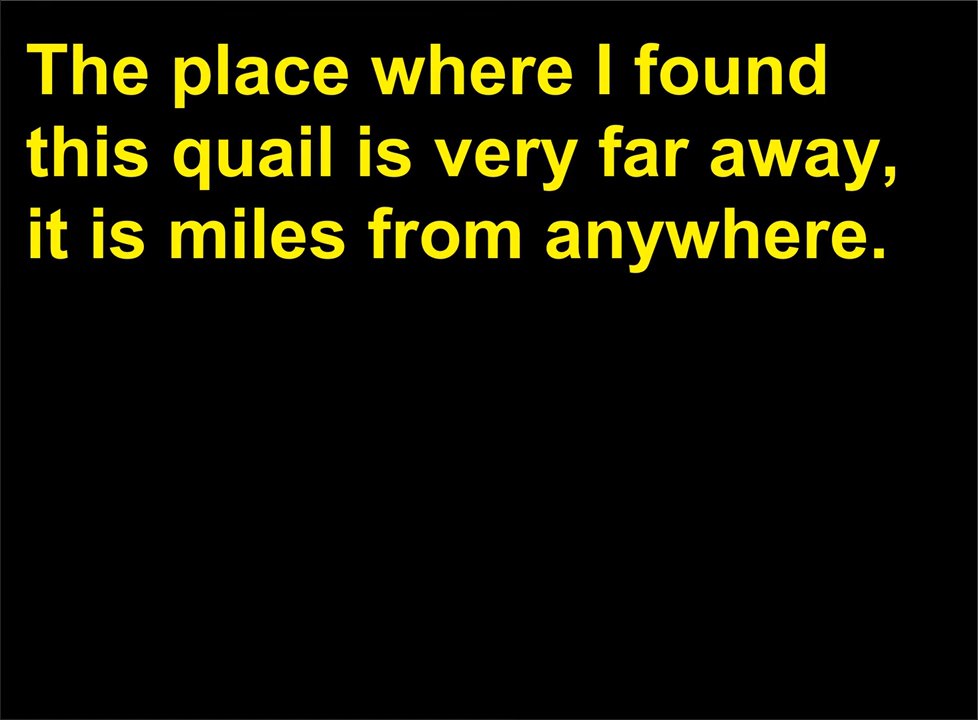 The place where I found
this quail is very far away,
it is miles from anywhere.